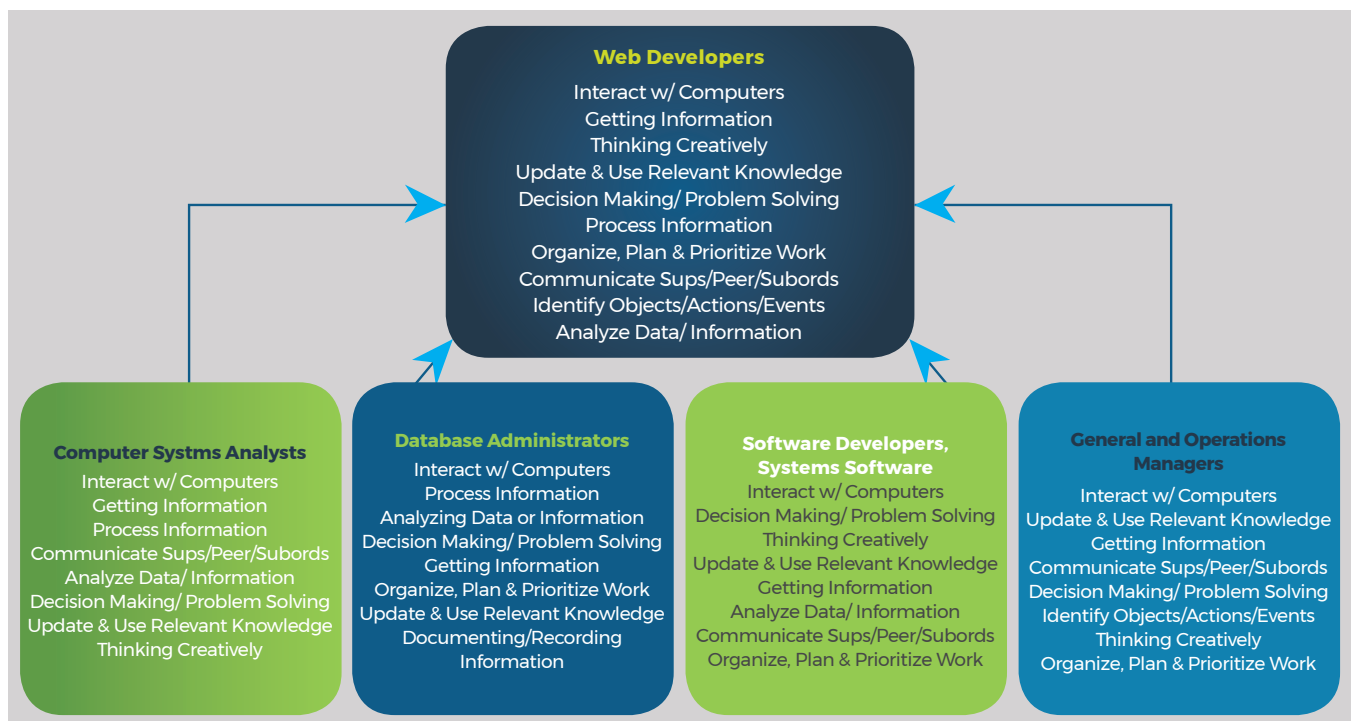 Web Developers
Interact w/ Computers
Getting Information
Thinking Creatively
Update & Use Relevant Knowledge
Decision Making/ Problem Solving
Process Information
Organize, Plan & Prioritize Work
Communicate Sups/Peer/Subords
Identify Objects/Actions/Events
Analyze Data/ Information
Computer Systms Analysts
Interact w/ Computers
Getting Information
Process Information
Communicate Sups/Peer/Subords
Analyze Data/ Information
Decision Making/ Problem Solving
Update & Use Relevant Knowledge
Thinking Creatively
Database Administrators
Interact w/ Computers
Process Information
Analyzing Data or Information
Decision Making/ Problem Solving
Getting Information
Organize, Plan & Prioritize Work
Update & Use Relevant Knowledge
Documenting/Recording
Information
Software Developers,
Systems Software
Interact w/ Computers
Decision Making/ Problem Solving
Thinking Creatively
Update & Use Relevant Knowledge
Getting Information
Analyze Data/ Information
Communicate Sups/Peer/Subords
Organize, Plan & Prioritize Work
General and Operations
Managers
Interact w/ Computers
Update & Use Relevant Knowledge
Getting Information
Communicate Sups/Peer/Subords
Decision Making/ Problem Solving
Identify Objects/Actions/Events
Thinking Creatively
Organize, Plan & Prioritize Work